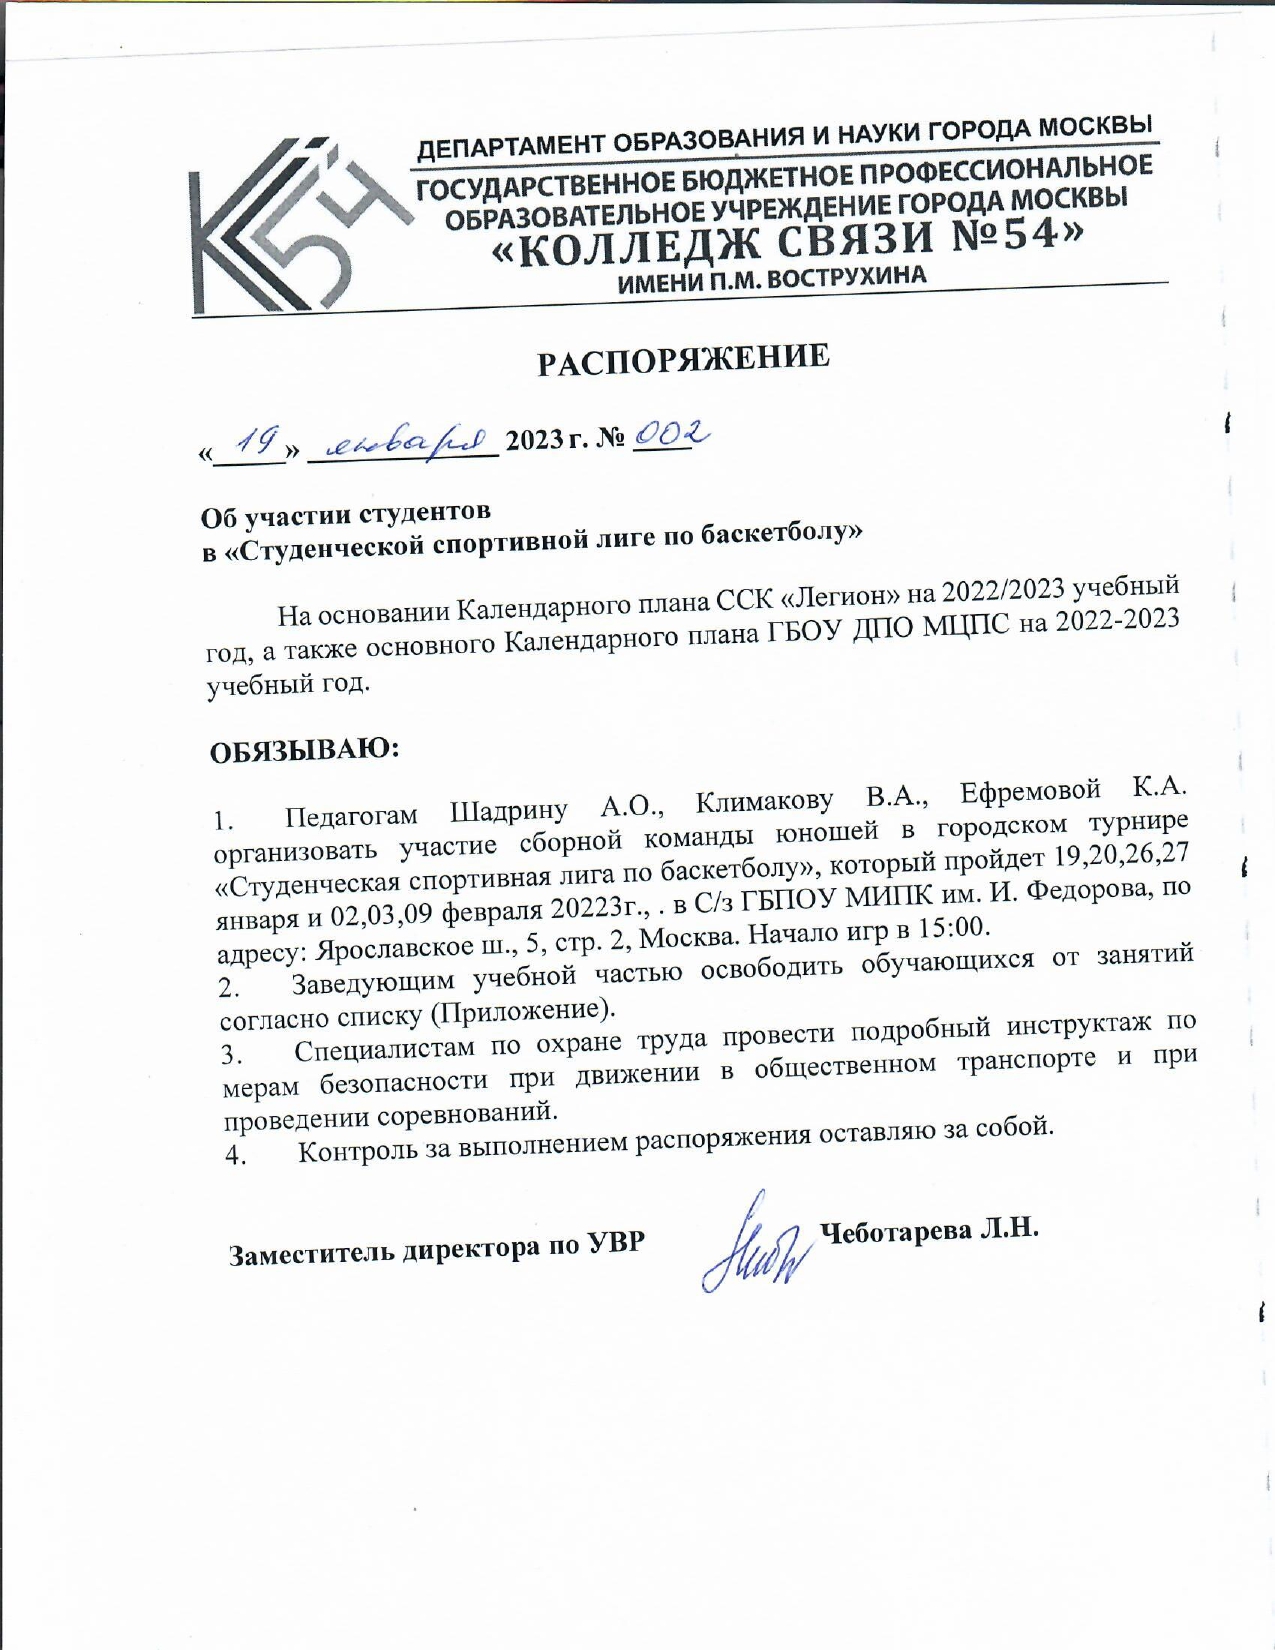 К54
ДЕПАРТАМЕНТ ОБРАЗОВАНИЯ И НАУКИ ГОРОДА МОСКВЫ
ГОСУДАРСТВЕННОЕ БЮДЖЕТНОЕ ПРОФЕССИОНАЛЬНОЕ
ОБРАЗОВАТЕЛЬНОЕ УЧРЕЖДЕНИЕ ГОРОДА МОСКВЫ
«КОЛЛЕДЖ СВЯЗИ №54»
ИМЕНИ П.М. ВОСТРУХИНА
РАСПОРЯЖЕНИЕ
« 19 » января 2023 г. № 002
Об участии студентов
в «Студенческой спортивной лиге по баскетболу»
На основании Календарного плана ССК «Легион» на 2022/2023 учебный
год, а также основного Календарного плана ГБОУ ДПО МЦПС на 2022-2023
учебный год.
ОБЯЗЫВАЮ:
1. Педагогам Шадрину А.О., Климакову В.А., Ефремовой К.А.
организовать участие сборной команды юношей в городском турнире
«Студенческая спортивная лига по баскетболу», который пройдет 19,20,26,27
января и 02,03,09 февраля 20223г., . в С/з ГБПОУ МИПК им. И. Федорова, по
адресу: Ярославское ш., 5, стр. 2, Москва. Начало игр в 15:00.
2. Заведующим учебной частью освободить обучающихся от занятий
согласно списку (Приложение).
3. Специалистам по охране труда провести подробный инструктаж по
мерам безопасности при движении в общественном транспорте и при
проведении соревнований.
4. Контроль за выполнением распоряжения оставляю за собой.
Заместитель директора по УВР Чеботарева Л.Н.